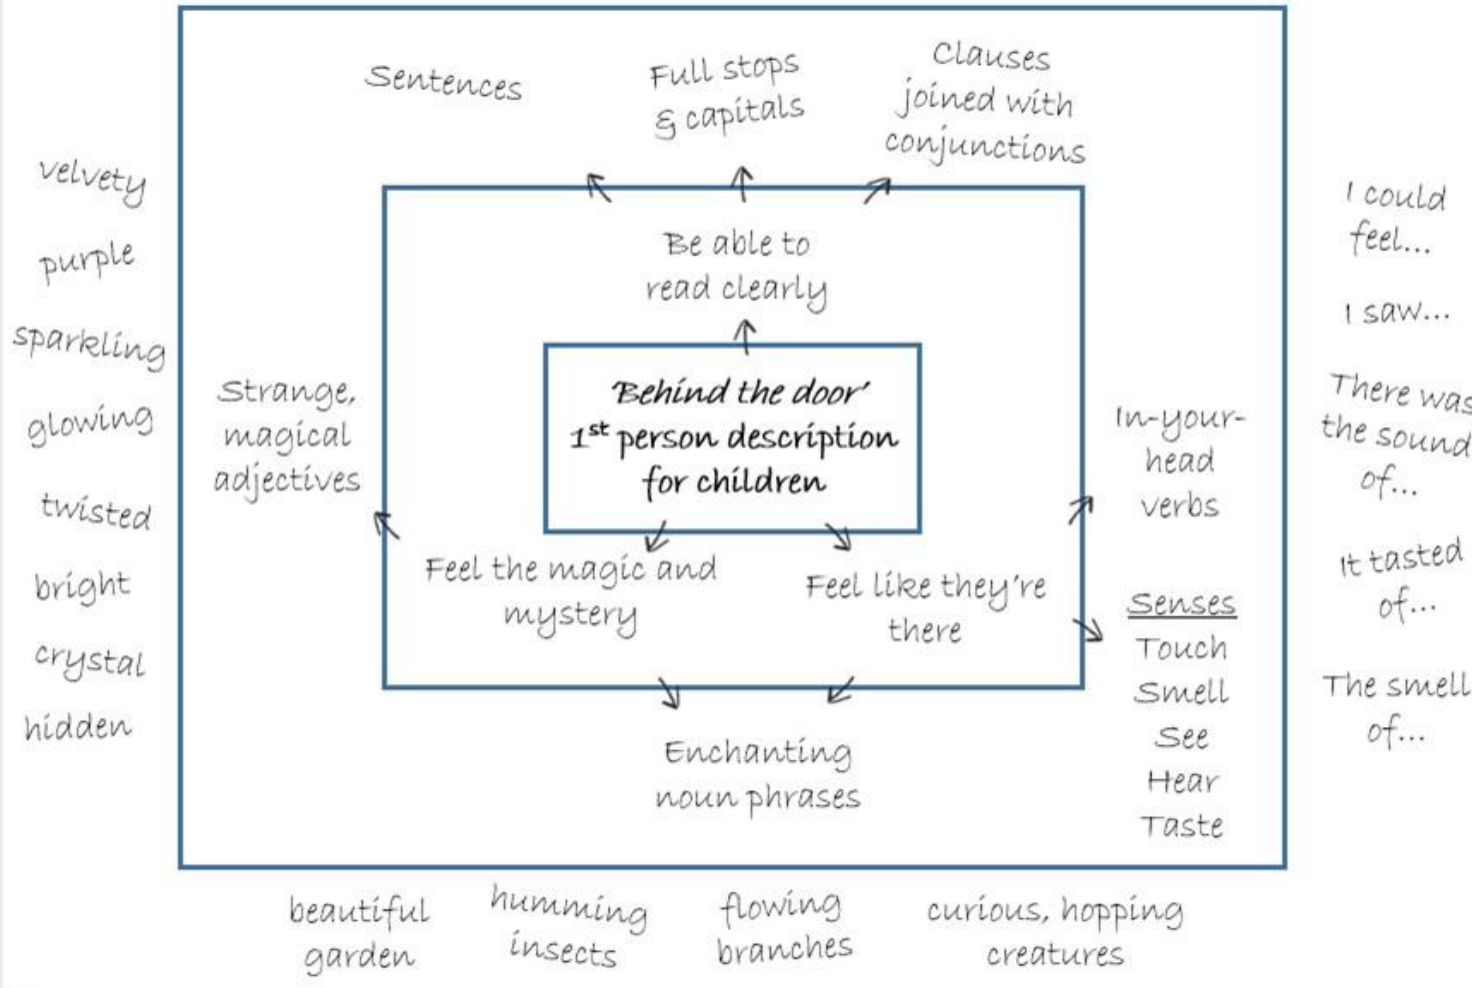 Sentences
Full stops
& capitals
Clauses
joined with
conjunctions
velvety
purple
sparkling
glowing
twisted
bright
crystal
hidden
Be able to
read clearly
'Behind the door'
1st person description
for children
Strange,
magical
adjectives
Feel the magic and
mystery
Feel like they're
there
In-your-
head
verbs
Senses
Touch
Smell
See
Hear
Taste
I could
feel...
I saw...
There was
the sound
of...
It tasted
of...
The smell
of...
Enchanting
noun phrases
beautiful
garden
humming
insects
flowing
branches
curious, hopping
creatures